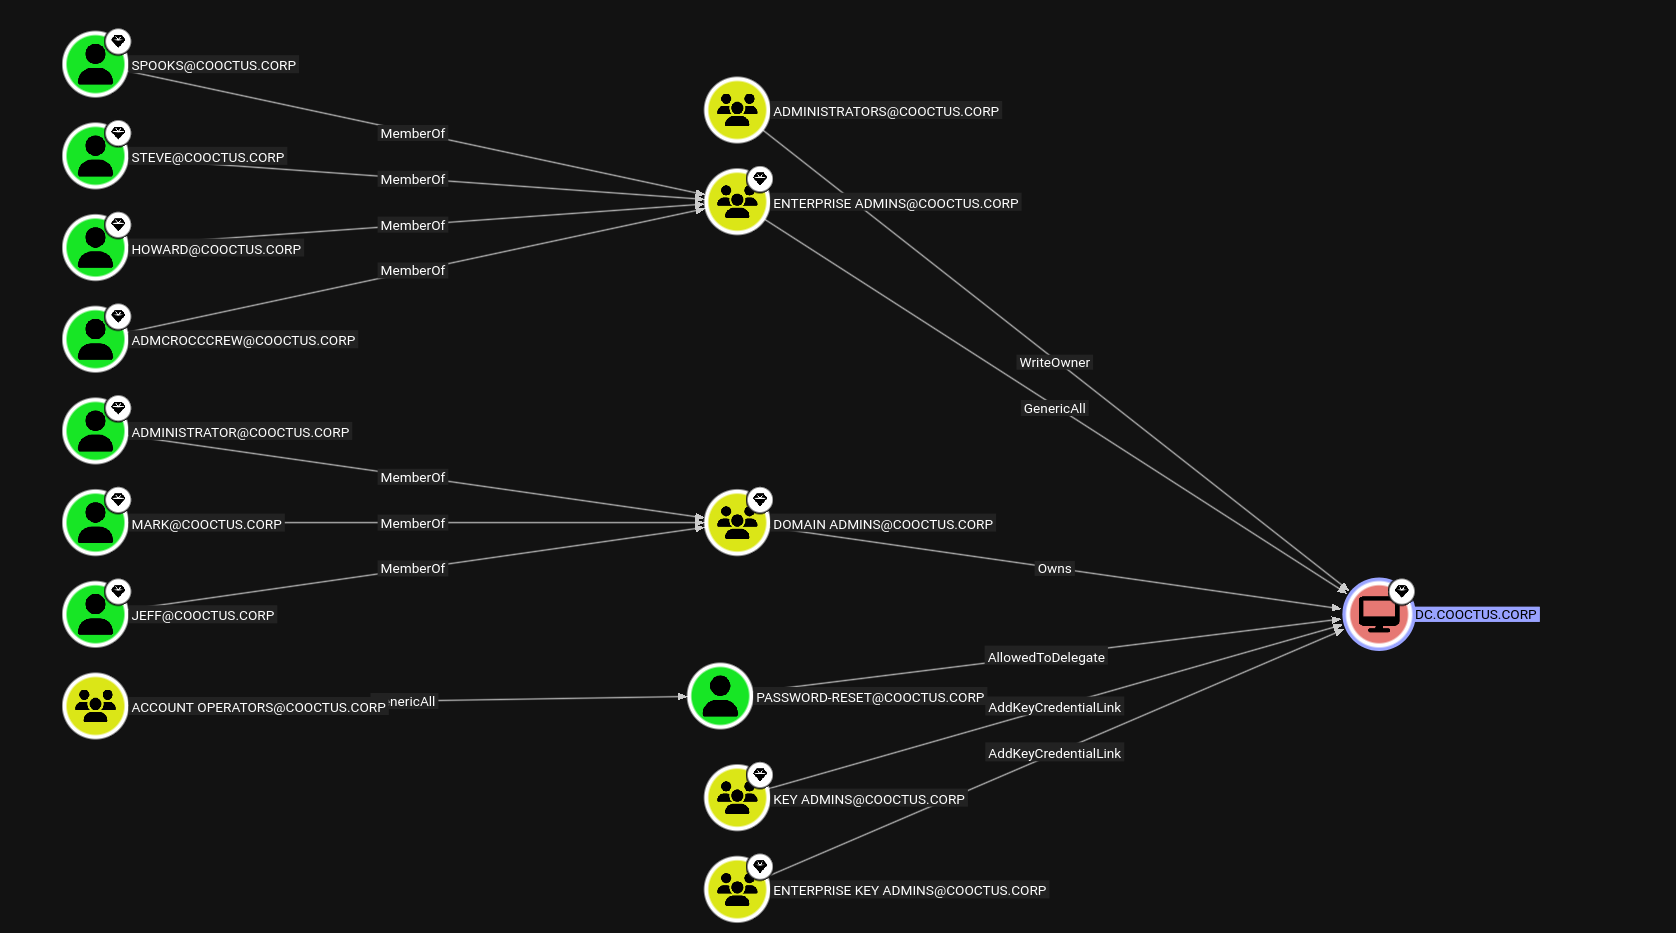 SPOOKS@COOCTUS.CORP
MemberOf
STEVE@COOCTUS.CORP
MemberOf
HOWARD@COOCTUS.CORP
MemberOf
ADMCROCCCREW@COOCTUS.CORP
MemberOf
ADMINISTRATOR@COOCTUS.CORP
MemberOf
MARK@COOCTUS.CORP
MemberOf
JEFF@COOCTUS.CORP
MemberOf
ACCOUNT OPERATORS@COOCTUS.CORP
nericAll
ADMINISTRATORS@COOCTUS.CORP
WriteOwner
ENTERPRISE ADMINS@COOCTUS.CORP
GenericAll
DOMAIN ADMINS@COOCTUS.CORP
Owns
PASSWORD-RESET@COOCTUS.CORP
AllowedToDelegate
KEY ADMINS@COOCTUS.CORP
AddKeyCredentialLink
ENTERPRISE KEY ADMINS@COOCTUS.CORP
AddKeyCredentialLink
DC.COOCTUS.CORP